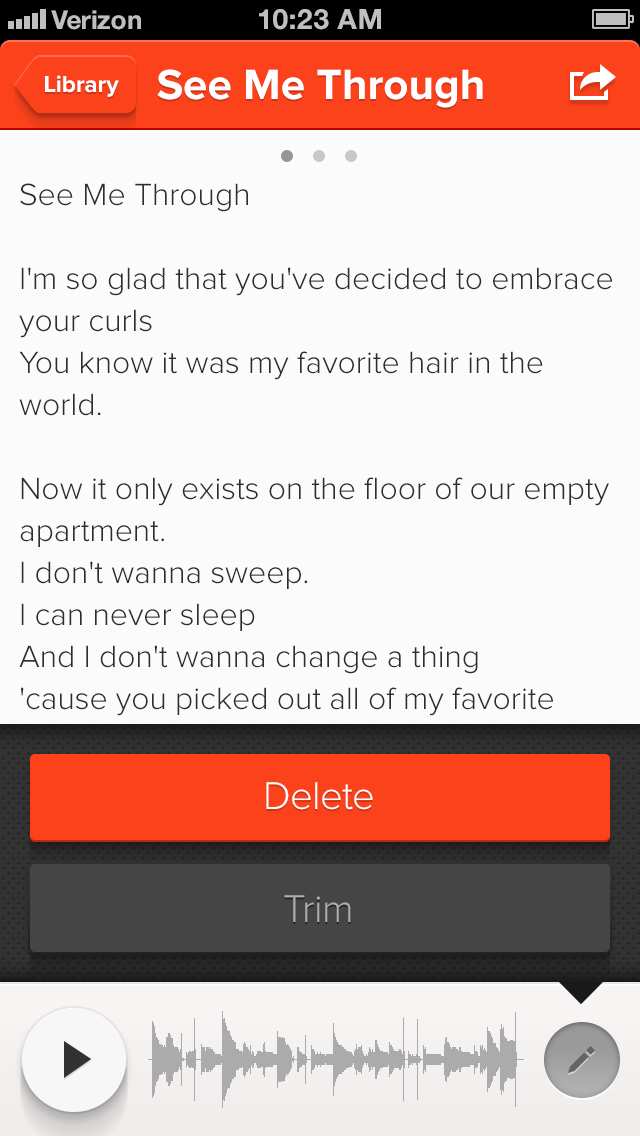 Verizon 10:23 AM
Library See Me Through
See Me Through
I'm so glad that you've decided to embrace
your curls
You know it was my favorite hair in the
world.
Now it only exists on the floor of our empty
apartment.
I don't wanna sweep.
I can never sleep
And I don't wanna change a thing
'cause you picked out all of my favorite
Delete
Trim